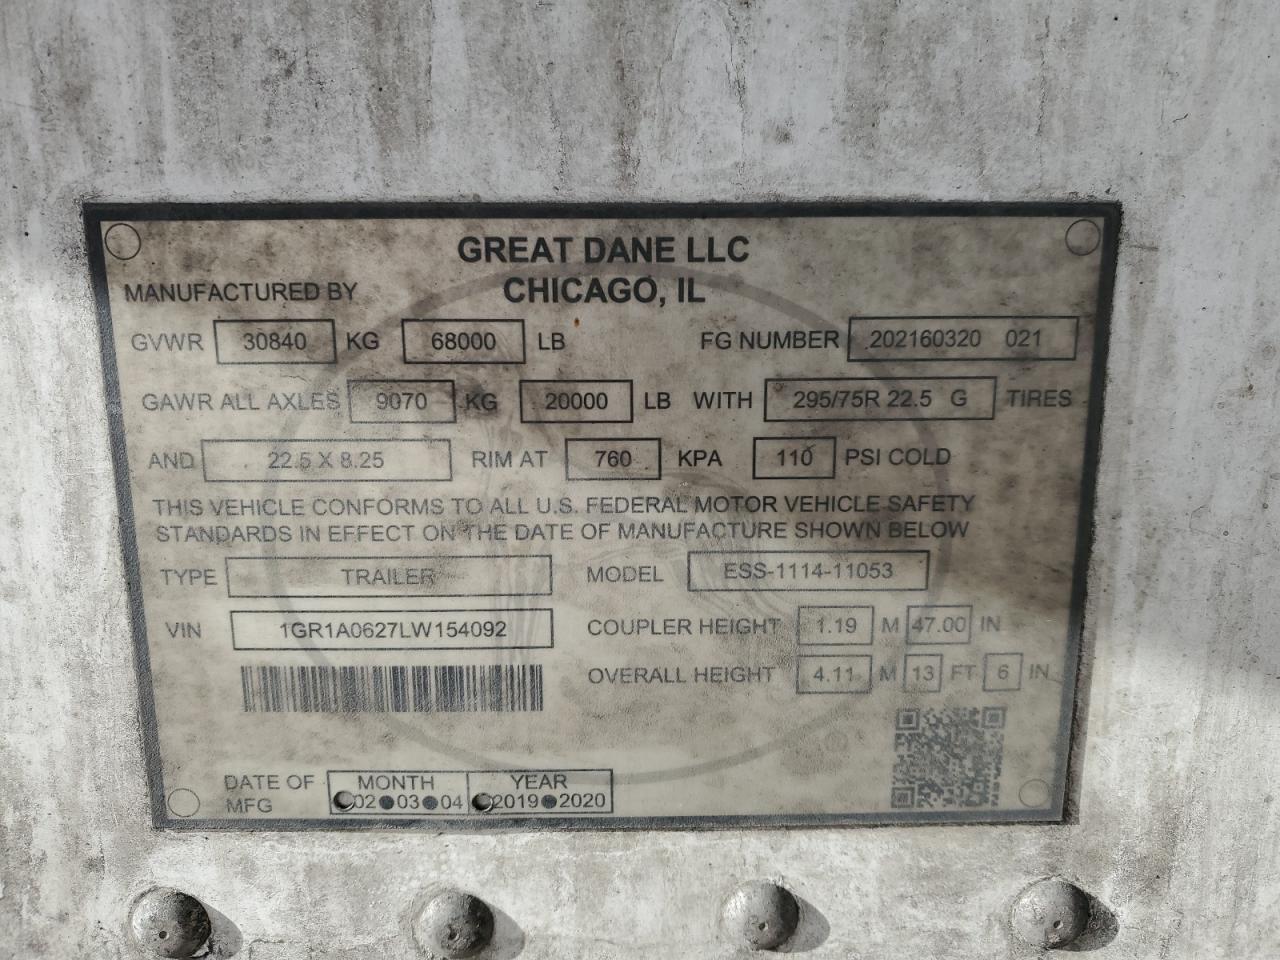 GREAT DANE LLC
MANUFACTURED BY CHICAGO, IL
GVWR 30840 KG 68000 LB FG NUMBER 202160320 021
GAWR ALL AXLES 9070 KG 20000 LB WITH 295/75R 22.5 G TIRES
AND 22.5 X 8.25 RIM AT 760 KPA 110 PSI COLD
THIS VEHICLE CONFORMS TO ALL U.S. FEDERAL MOTOR VEHICLE SAFETY
STANDARDS IN EFFECT ON THE DATE OF MANUFACTURE SHOWN BELOW
TYPE TRAILER MODEL ESS-1114-11053
VIN 1GR1A0627LW154092 COUPLER HEIGHT 1.19 M 47.00 IN
OVERALL HEIGHT 4.11 M 13 FT 6 IN
DATE OF MONTH YEAR
MFG 02 03 04 2019 2020